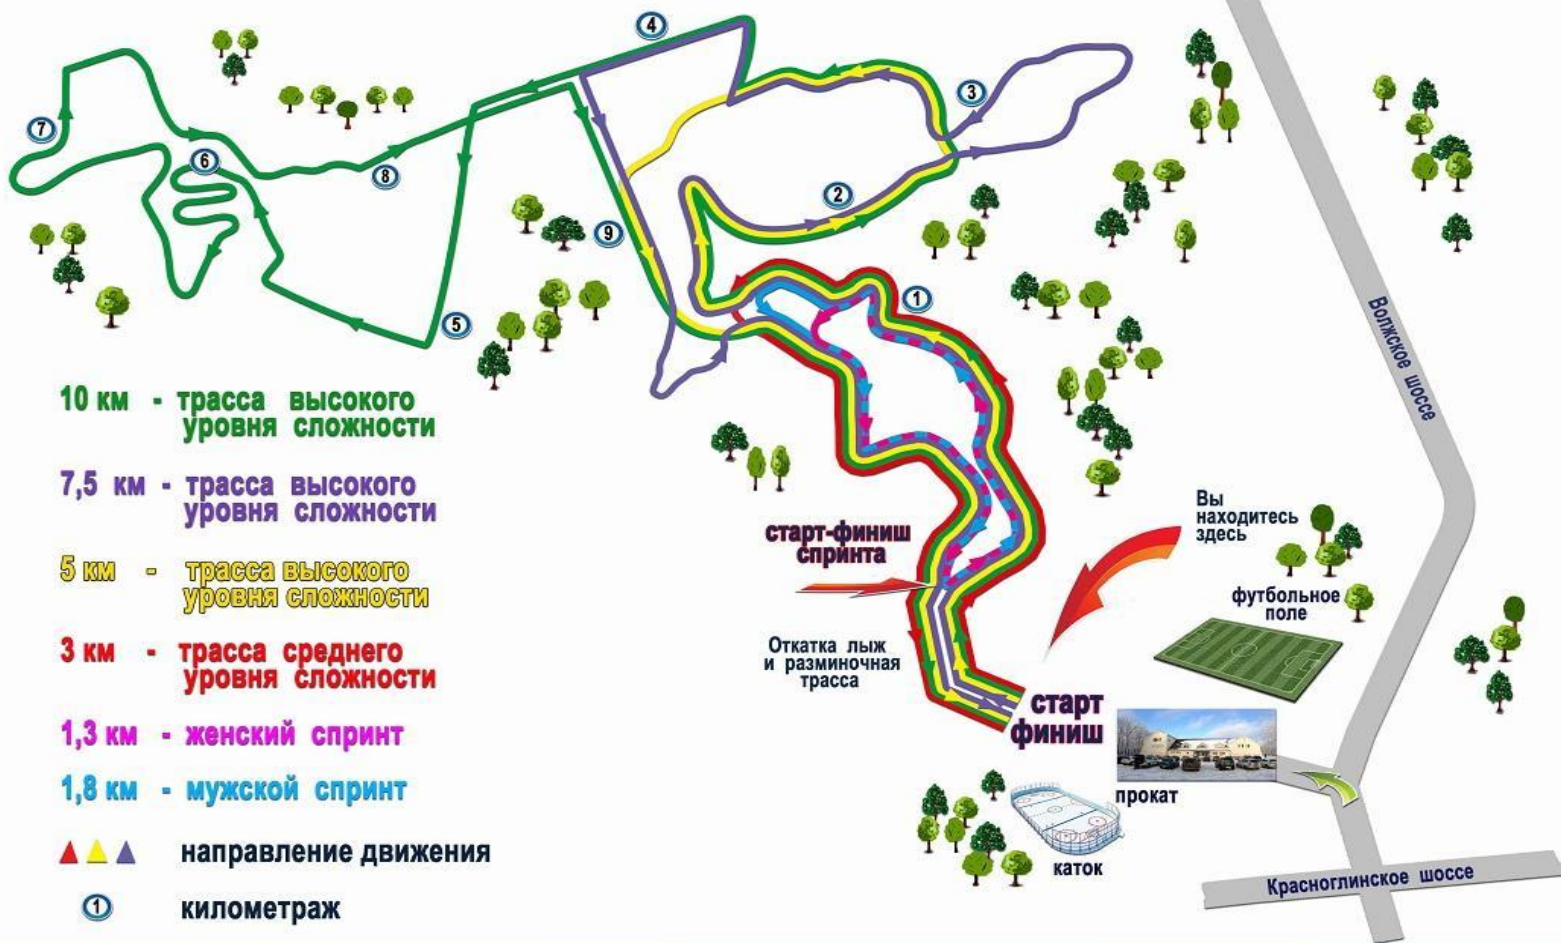 4
3
7
6
8
2
9
1
5
Волжское шоссе
10 км - трасса высокого
уровня сложности
7,5 км - трасса высокого
уровня сложности
5 км - трасса высокого
уровня сложности
3 км - трасса среднего
уровня сложности
1,3 км - женский спринт
1,8 км - мужской спринт
направление движения
1 километраж
старт-финиш
спринта
Откатка лыж
и разминочная
трасса
Вы
находитесь
здесь
футбольное
поле
старт
финиш
прокат
каток
Красноглинское шоссе